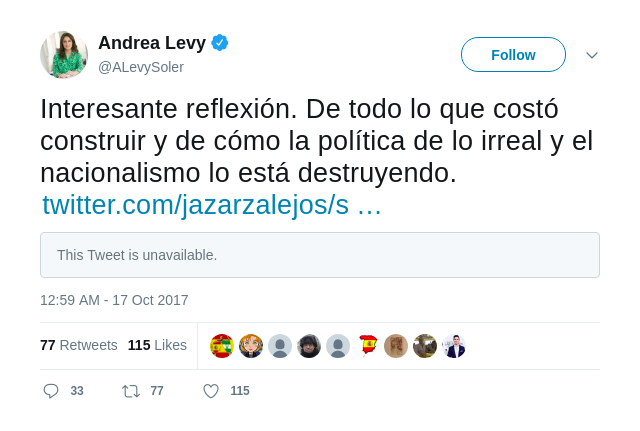 Andrea Levy
@ALevySoler
Follow
Interesante reflexión. De todo lo que costó
construir y de cómo la política de lo irreal y el
nacionalismo lo está destruyendo.
twitter.com/jazarzalejos/s …
This Tweet is unavailable.
12:59 AM - 17 Oct 2017
77 Retweets 115 Likes
33 77 115